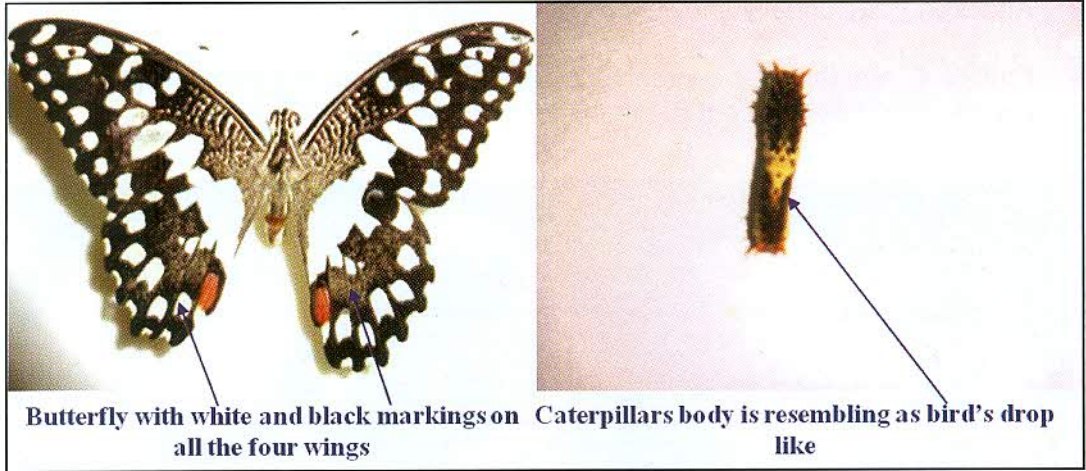 Butterfly with white and black markings on
all the four wings
Caterpillars body is resembling as bird's drop
like